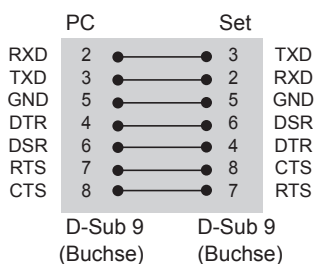 PC Set
RXD 2 3 TXD
TXD 3 2 RXD
GND 5 5 GND
DTR 4 6 DSR
DSR 6 4 DTR
RTS 7 8 CTS
CTS 8 7 RTS
D-Sub 9 D-Sub 9
(Buchse) (Buchse)